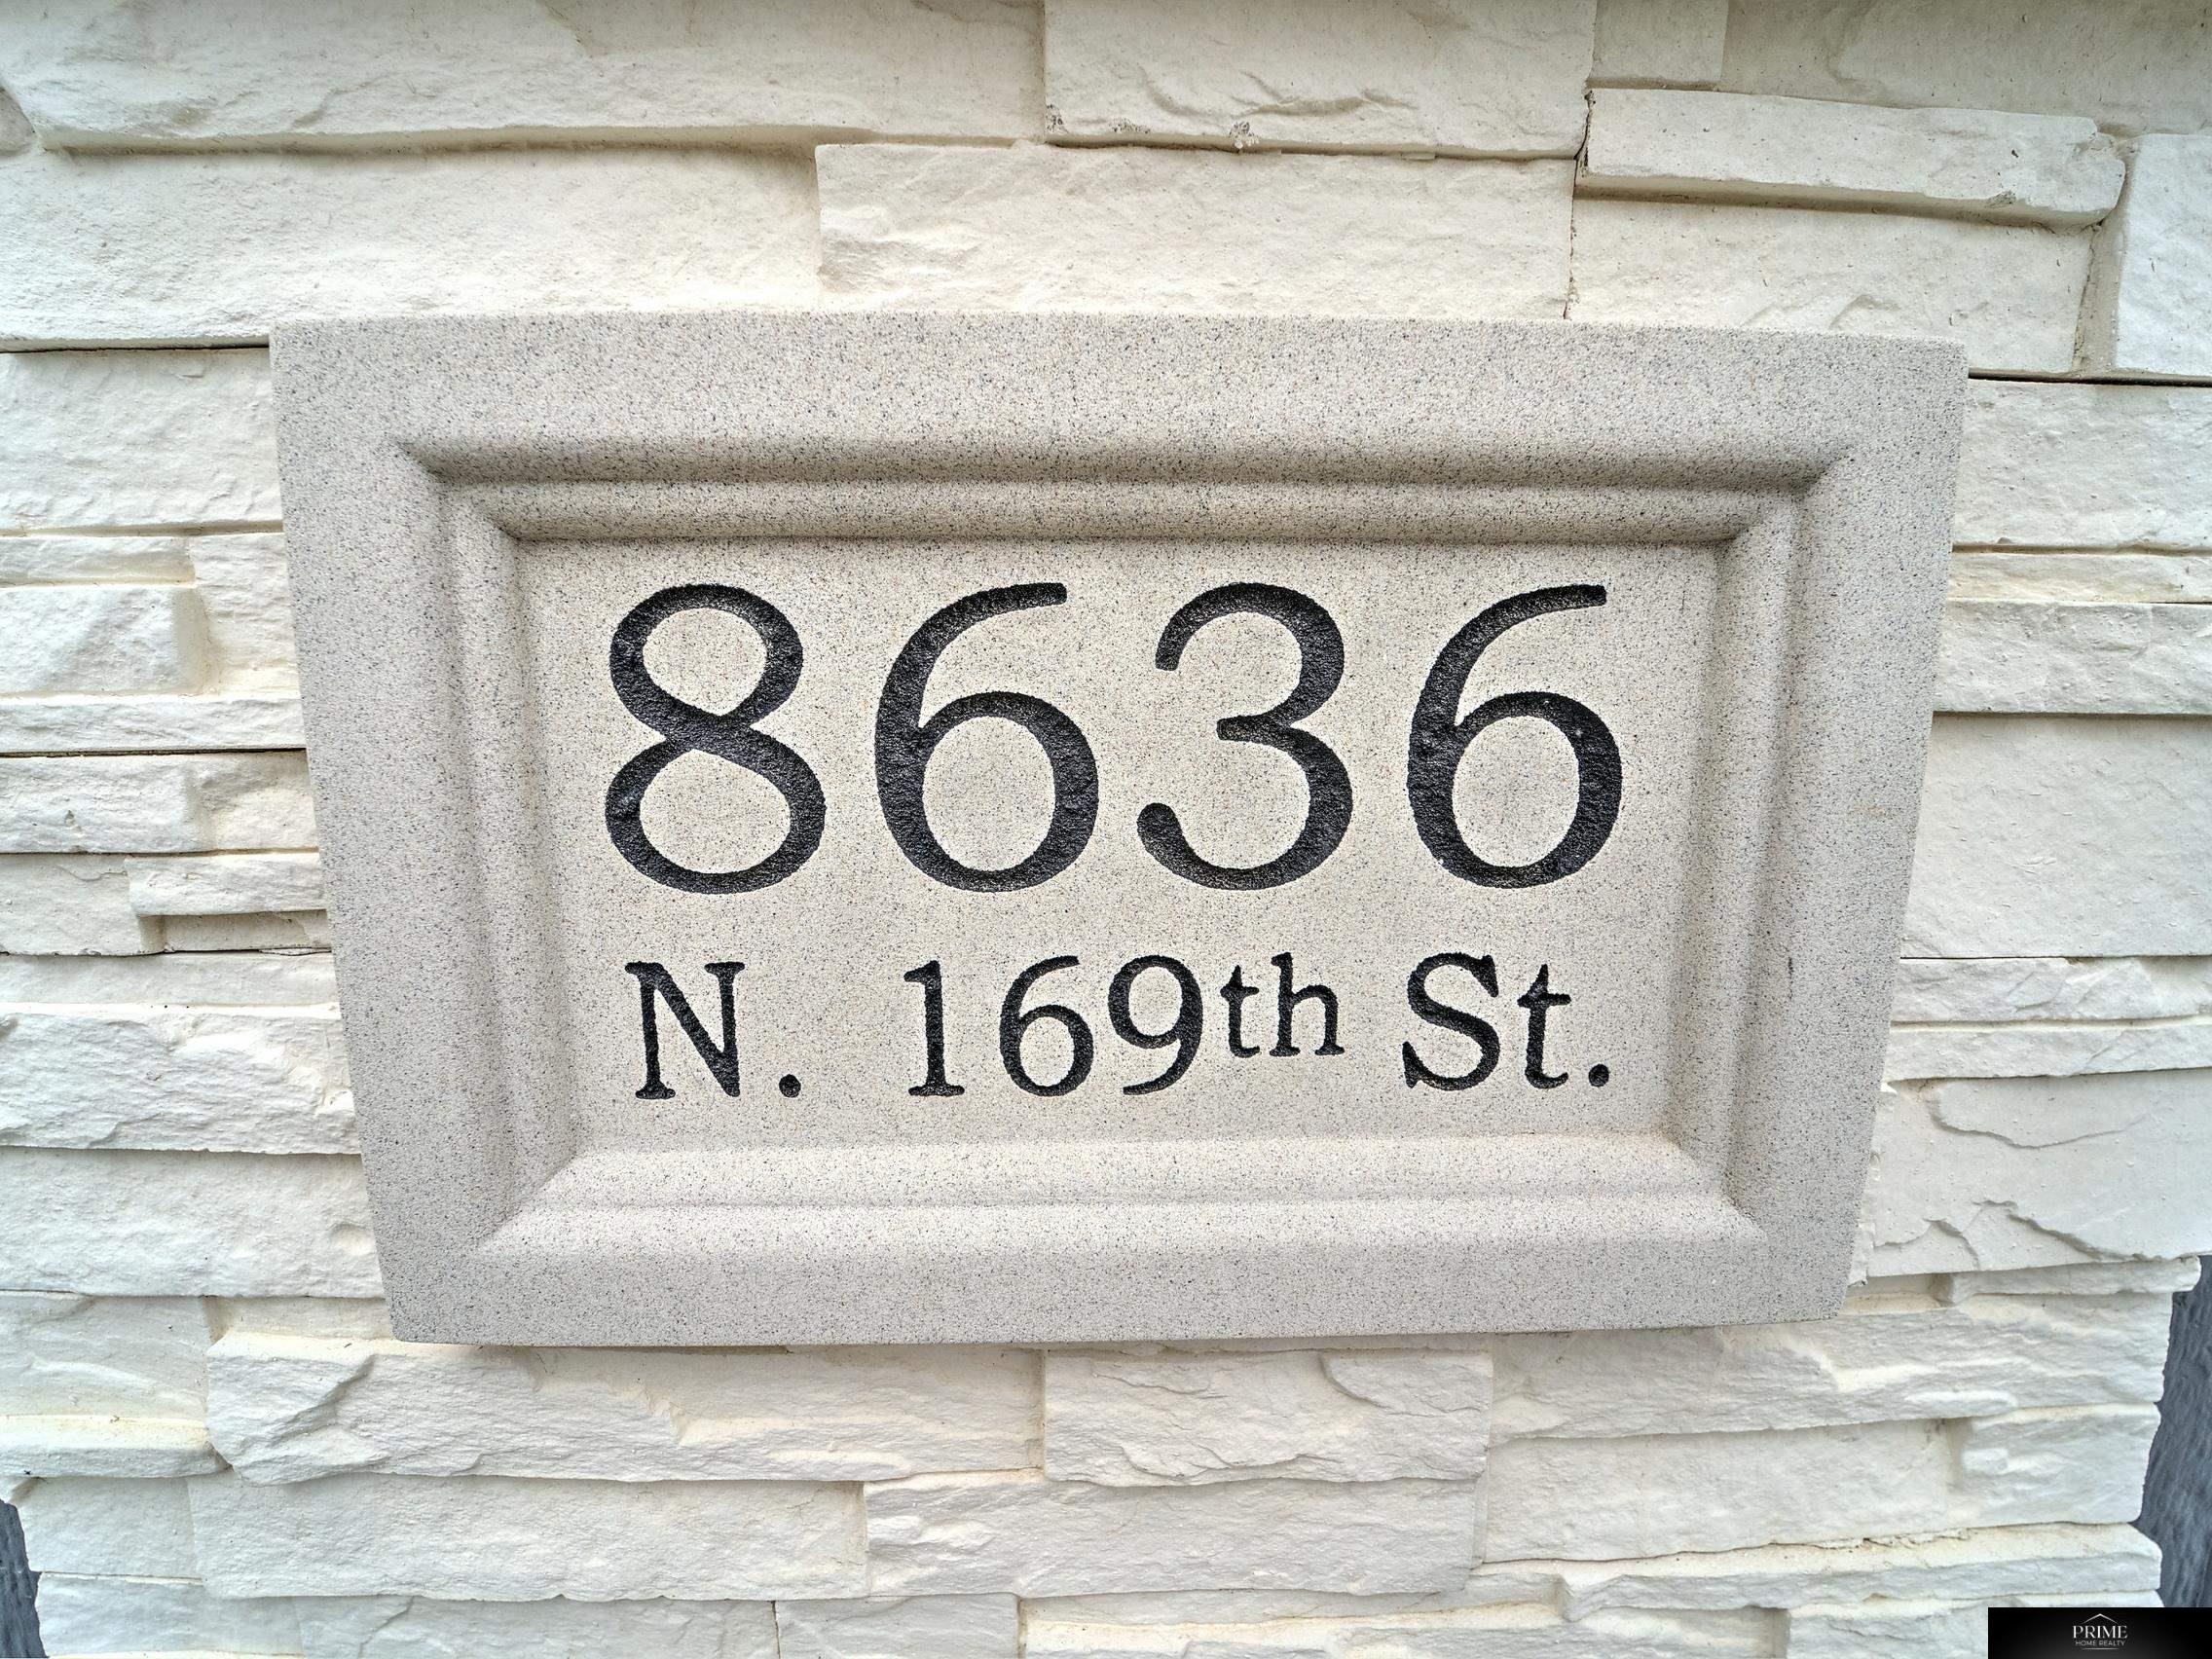 8636
N. 169th St.
PRIME
HOME REALTY